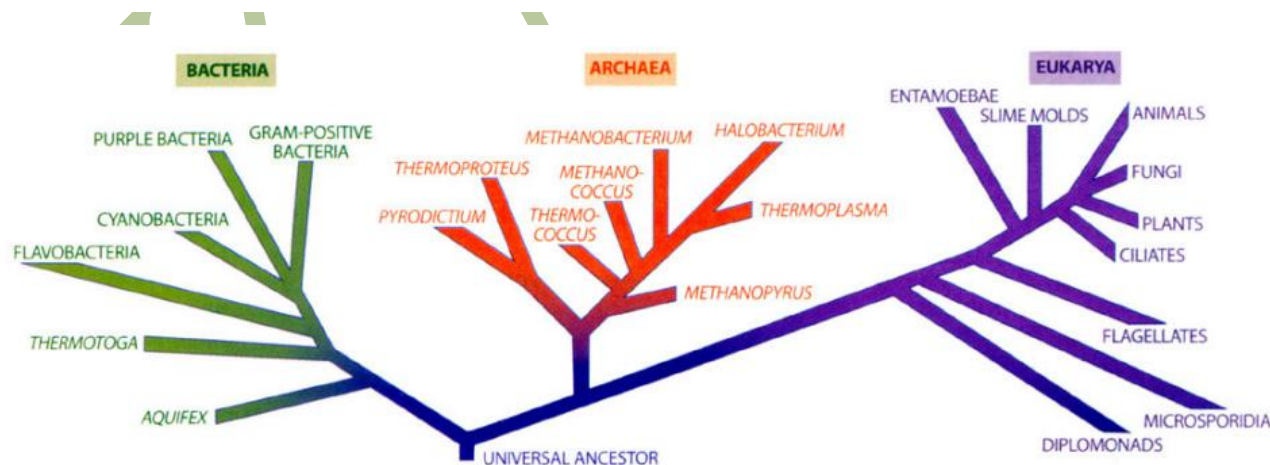 BACTERIA
ARCHAEA
EUKARYA
PURPLE BACTERIA
GRAM-POSITIVE
BACTERIA
CYANOBACTERIA
FLAVOBACTERIA
THERMOTOGA
AQUIFEX
THERMOPROTEUS
PYRODICTIUM
METHANOBACTERIUM
METHANO-
COCCUS
THERMO-
COCCUS
HALOBACTERIUM
THERMOPLASMA
METHANOPYRUS
ENTAMOEBAE
SLIME MOLDS
ANIMALS
FUNGI
PLANTS
CILIATES
FLAGELLATES
MICROSPORIDIA
DIPLOMONADS
UNIVERSAL ANCESTOR